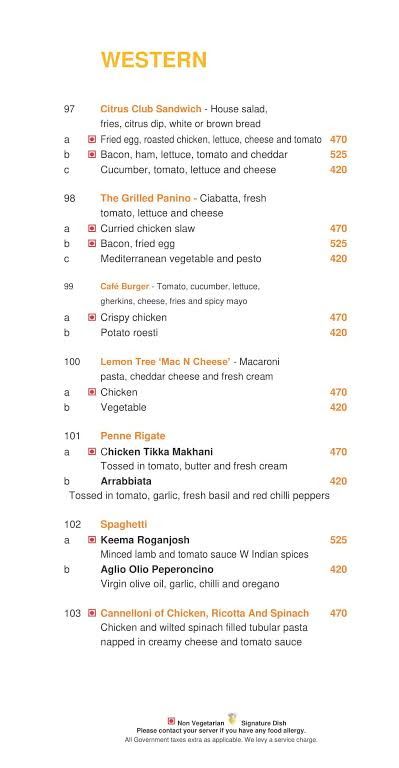 WESTERN
97 Citrus Club Sandwich - House salad,
fries, citrus dip, white or brown bread
a Fried egg, roasted chicken, lettuce, cheese and tomato 470
b Bacon, ham, lettuce, tomato and cheddar 525
c Cucumber, tomato, lettuce and cheese 420
98 The Grilled Panino - Ciabatta, fresh
tomato, lettuce and cheese
a Curried chicken slaw 470
b Bacon, fried egg 525
c Mediterranean vegetable and pesto 420
99 Café Burger - Tomato, cucumber, lettuce,
gherkins, cheese, fries and spicy mayo
a Crispy chicken 470
b Potato roesti 420
100 Lemon Tree 'Mac N Cheese' - Macaroni
pasta, cheddar cheese and fresh cream
a Chicken 470
b Vegetable 420
101 Penne Rigate
a Chicken Tikka Makhani 470
Tossed in tomato, butter and fresh cream
b Arrabbiata 420
Tossed in tomato, garlic, fresh basil and red chilli peppers
102 Spaghetti
a Keema Roganjosh 525
Minced lamb and tomato sauce W Indian spices
b Aglio Olio Peperoncino 420
Virgin olive oil, garlic, chilli and oregano
103 Cannelloni of Chicken, Ricotta And Spinach 470
Chicken and wilted spinach filled tubular pasta
napped in creamy cheese and tomato sauce
Non Vegetarian Signature Dish
Please contact your server if you have any food allergy.
All Government taxes extra as applicable. We levy a service charge.